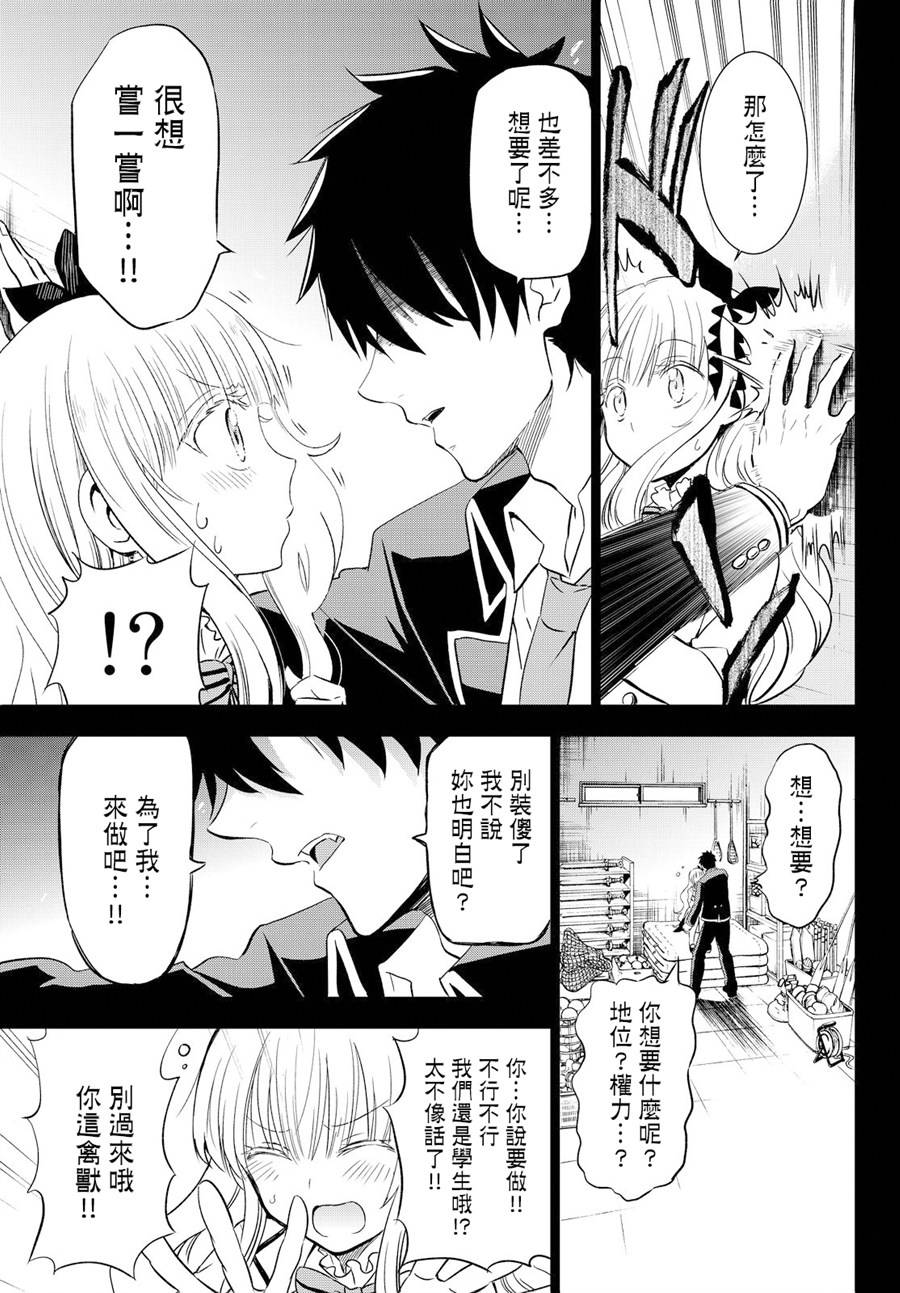 那怎麼了…
也差不多…
想要了呢…
很想
嘗一嘗啊…!!
!?
想…想要？
你想要什麼呢？
地位？權力…？
別裝傻了
我不說
妳也明白吧？
為了我…
來做吧…!!
你…你說要做!!
不行不行
我們還是學生哦!?
太不像話了!!
別過來哦
你這禽獸!!